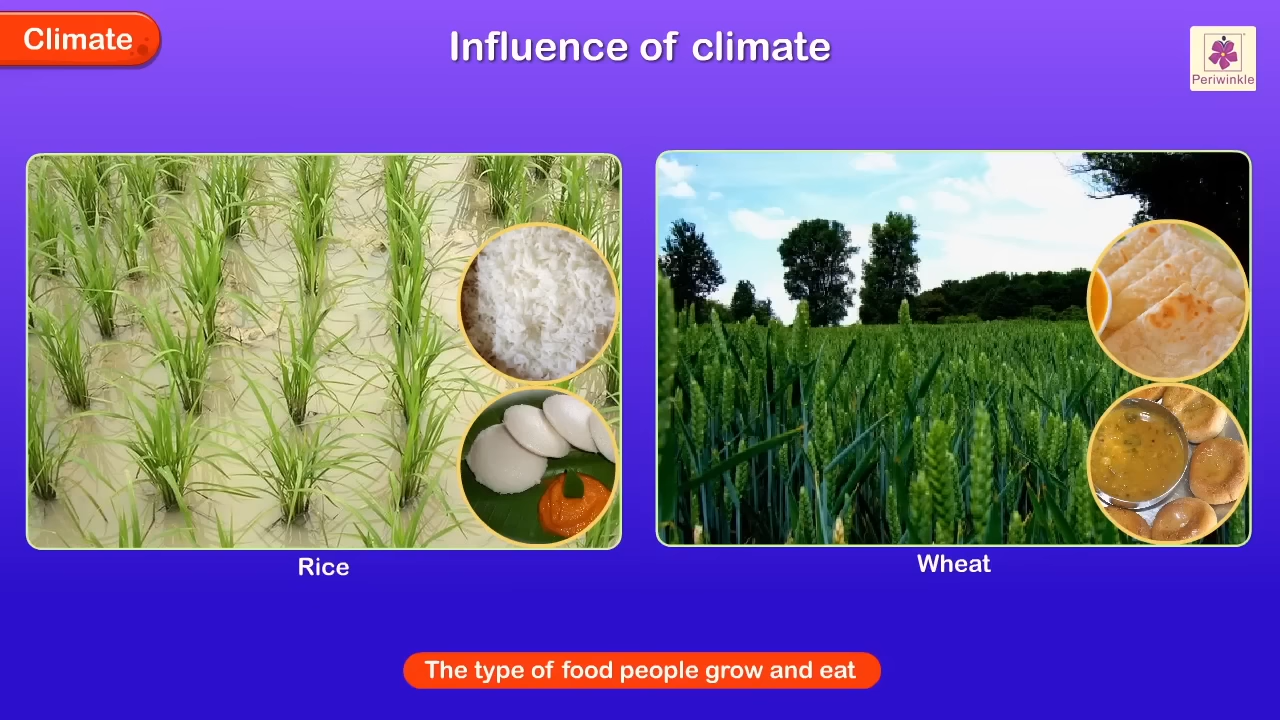 Climate
Influence of climate
Periwinkle
Rice
Wheat
The type of food people grow and eat